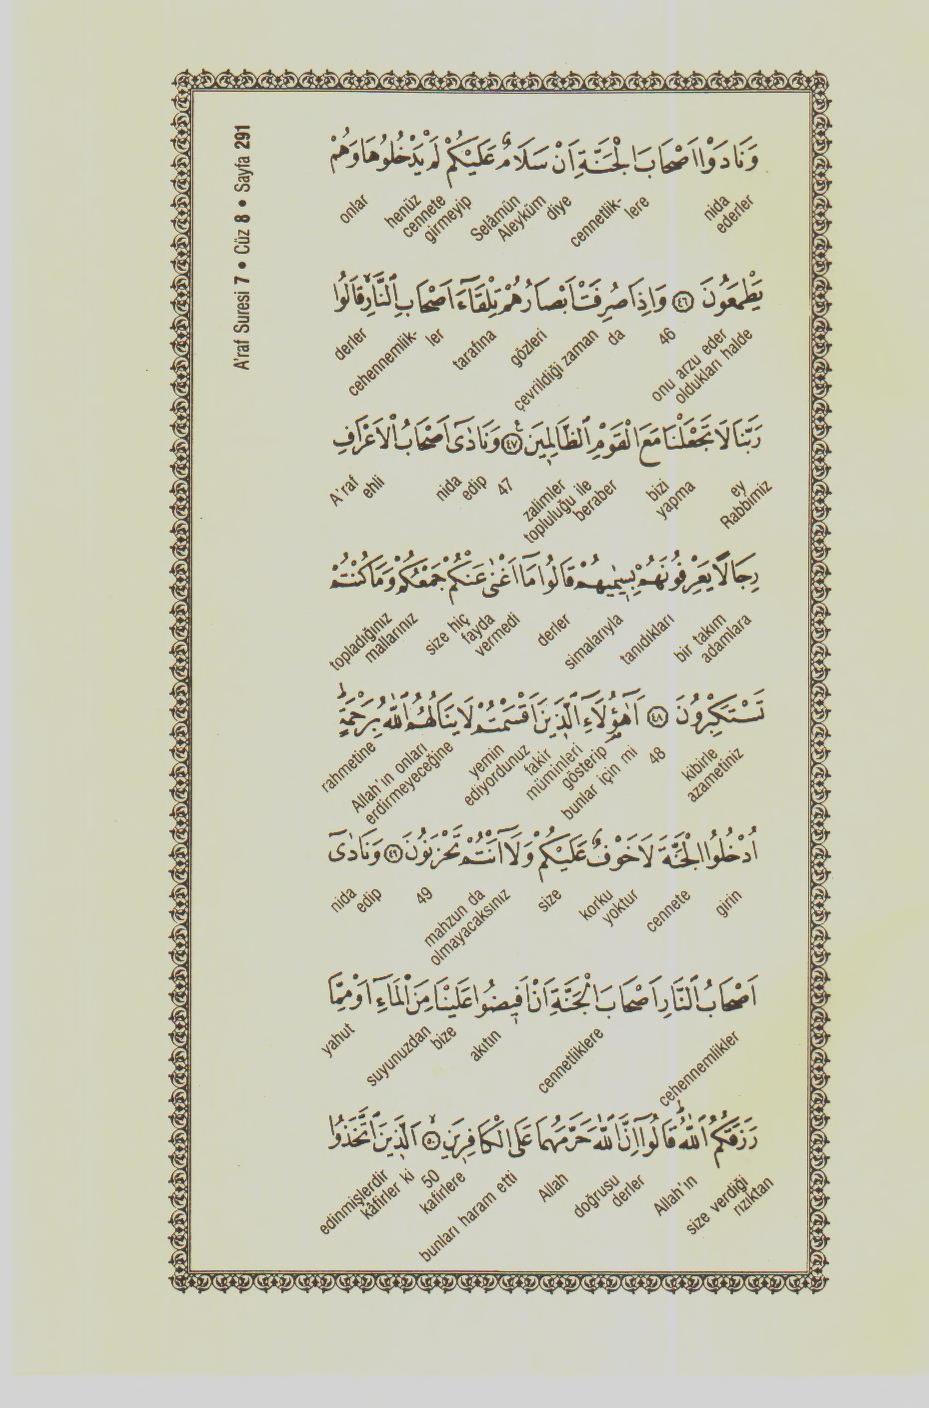 A'raf Suresi 7 • Cüz 8 • Sayfa 291
وَنَادَوْا اَصْحَابَ الْجَنَّةِ اَنْ سَلَامٌ عَلَيْكُمْ لَمْ يَدْخُلُوهَا وَهُمْ
nida ederler cennetlik- lere diye Selâmün Aleyküm henüz cennete girmeyip onlar
يَطْمَعُونَ ﴿٤٦﴾ وَاِذَا صُرِفَتْ اَبْصَارُهُمْ تِلْقَاۤءَ اَصْحَابِ النَّارِ قَالُوا
onu arzu eder oldukları halde 46 da çevrildiği zaman gözleri tarafına ler cehennemlik- derler
رَبَّنَا لَا تَجْعَلْنَا مَعَ الْقَوْمِ الظَّالِمِينَ ﴿٤٧﴾ وَنَادٰىۤ اَصْحَابُ الْاَعْرَافِ
ey Rabbimiz bizi yapma zalimler topluluğu ile beraber 47 nida edip A'raf ehli
رِجَالًا يَعْرِفُونَهُمْ بِسِيمٰيهُمْ قَالُوا مَاۤ اَغْنٰى عَنْكُمْ جَمْعُكُمْ وَمَا كُنْتُمْ
bir takım adamlara tanıdıkları simalarıyla derler size hiç fayda vermedi topladığınız mallarınız
تَسْتَكْبِرُونَ ﴿٤٨﴾ اَهٰۤؤُلَاۤءِ الَّذِينَ اَقْسَمْتُمْ لَا يَنَالُهُمُ اللّٰهُ بِرَحْمَةٍ
kibirle azametiniz 48 fakir müminleri gösterip bunlar için mi yemin ediyordunuz Allah'ın onları erdirmeyeceğine rahmetine
اُدْخُلُوا الْجَنَّةَ لَا خَوْفٌ عَلَيْكُمْ وَلَاۤ اَنْتُمْ تَحْزَنُونَ ﴿٤٩﴾ وَنَادٰىۤ
girin cennete korku yoktur size mahzun da olmayacaksınız 49 nida edip
اَصْحَابُ النَّارِ اَصْحَابَ الْجَنَّةِ اَنْ اَفِيضُوا عَلَيْنَا مِنَ الْمَاۤءِ اَوْ مِمَّا
cehennemlikler cennetliklere akıtın bize suyunuzdan yahut
رَزَقَكُمُ اللّٰهُ قَالُوۤا اِنَّ اللّٰهَ حَرَّمَهُمَا عَلَى الْكَافِرِينَ ﴿٥٠﴾ اَلَّذِينَ اتَّخَذُوا
size verdiği rızıktan Allah'ın derler doğrusu Allah bunları haram etti kafirlere 50 kâfirler ki edinmişlerdir